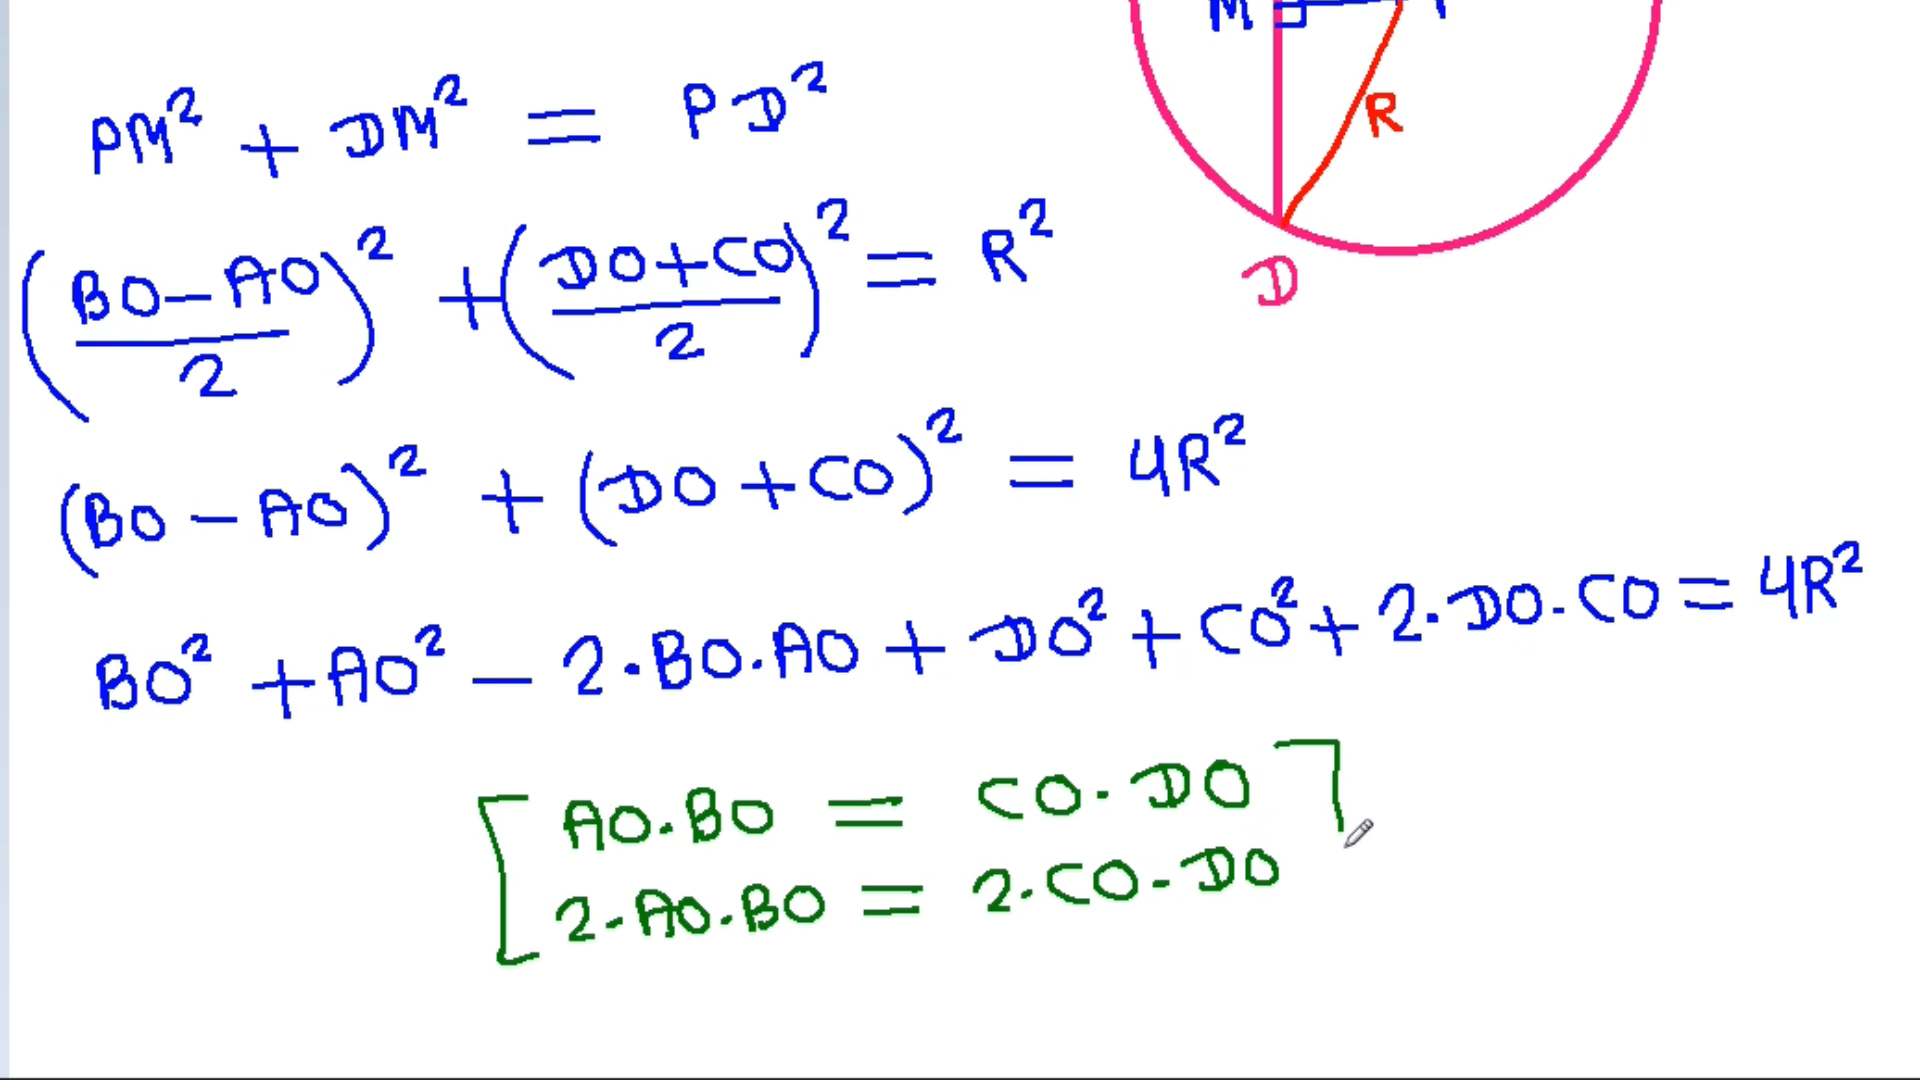 M
R
D
PM² + DM² = PD²
((BO-AO)/2)² + ((DO+CO)/2)² = R²
(BO - AO)² + (DO + CO)² = 4R²
BO² + AO² - 2·BO·AO + DO² + CO² + 2·DO·CO = 4R²
[AO·BO = CO·DO
2·AO·BO = 2·CO·DO]